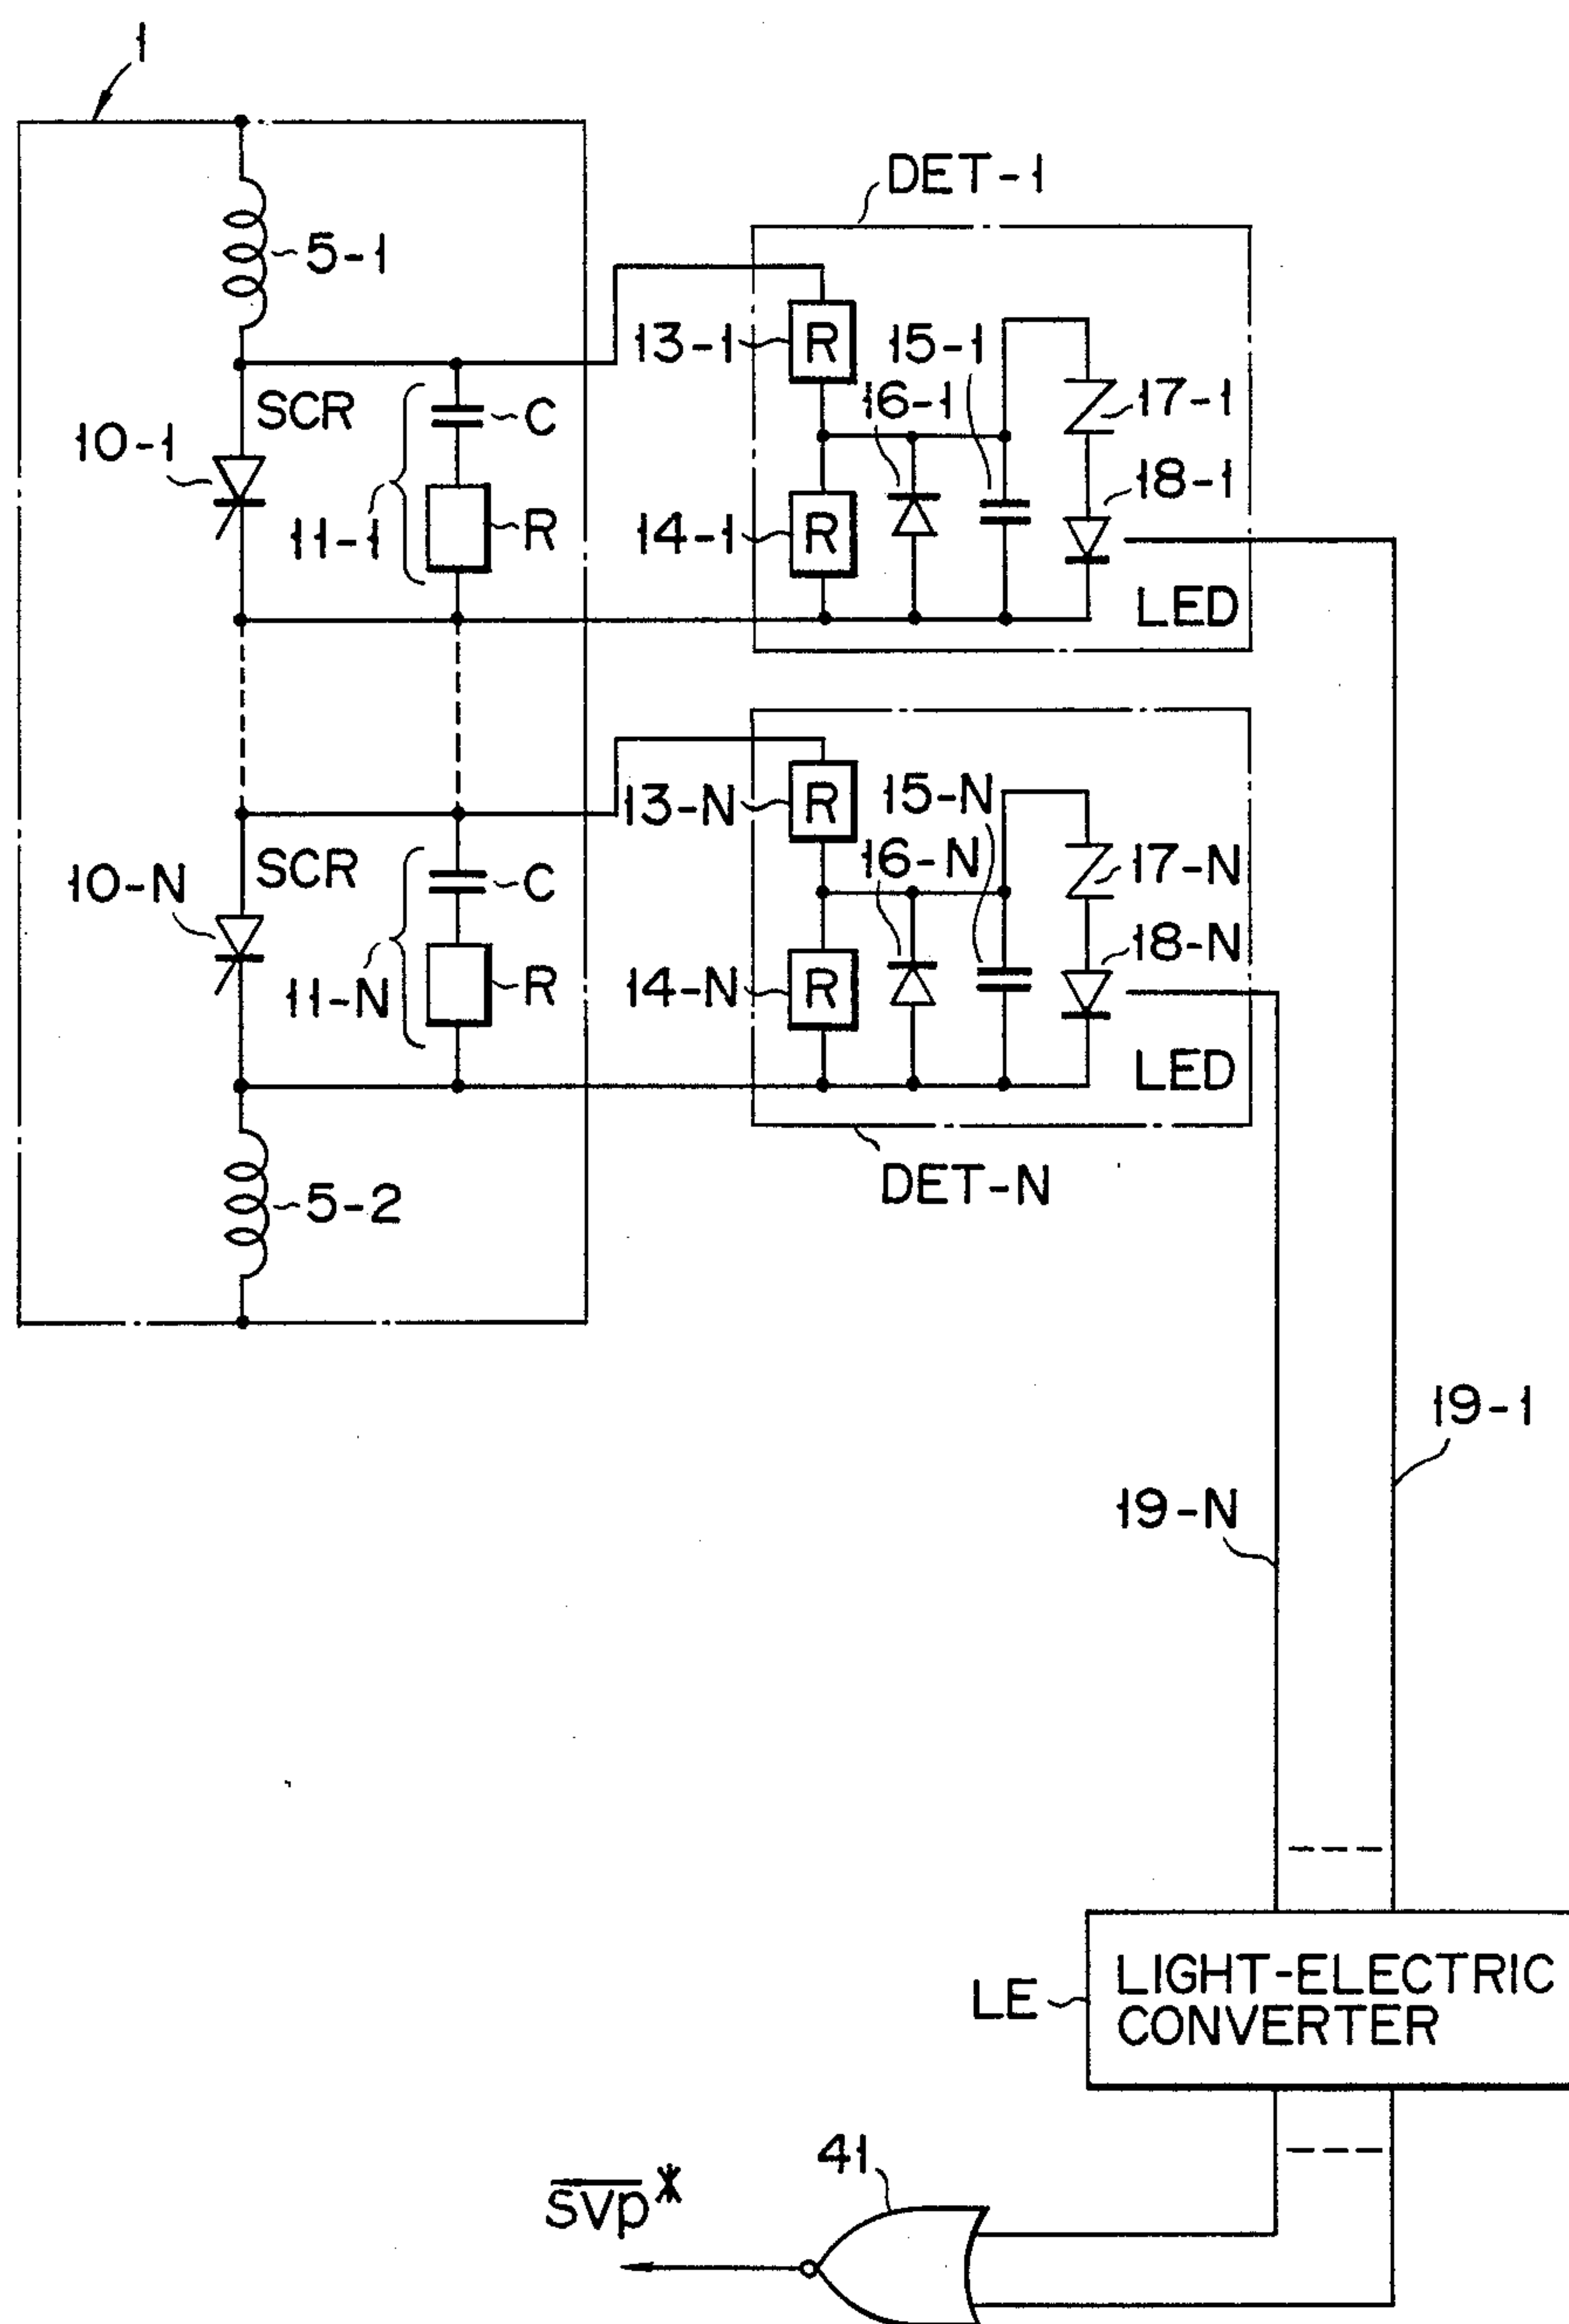 1
DET-1
5-1
13-1
R
15-1
16-1
17-1
SCR
C
10-1
18-1
11-1
R
14-1
R
LED
13-N
R
15-N
16-N
17-N
SCR
C
10-N
18-N
11-N
R
14-N
R
LED
DET-N
5-2
19-1
19-N
LE
LIGHT-ELECTRIC
CONVERTER
41
S̅V̅p̅*